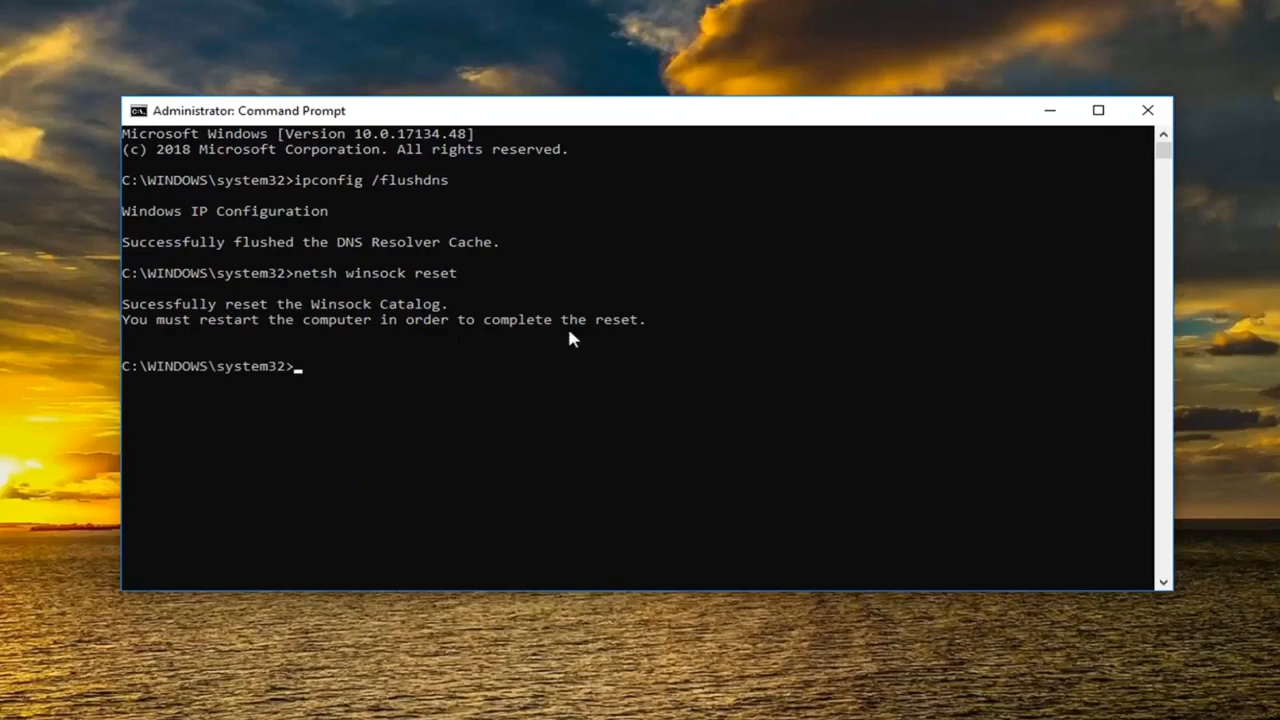 Administrator: Command Prompt
Microsoft Windows [Version 10.0.17134.48]
(c) 2018 Microsoft Corporation. All rights reserved.
C:\WINDOWS\system32>ipconfig /flushdns
Windows IP Configuration
Successfully flushed the DNS Resolver Cache.
C:\WINDOWS\system32>netsh winsock reset
Sucessfully reset the Winsock Catalog.
You must restart the computer in order to complete the reset.
C:\WINDOWS\system32>